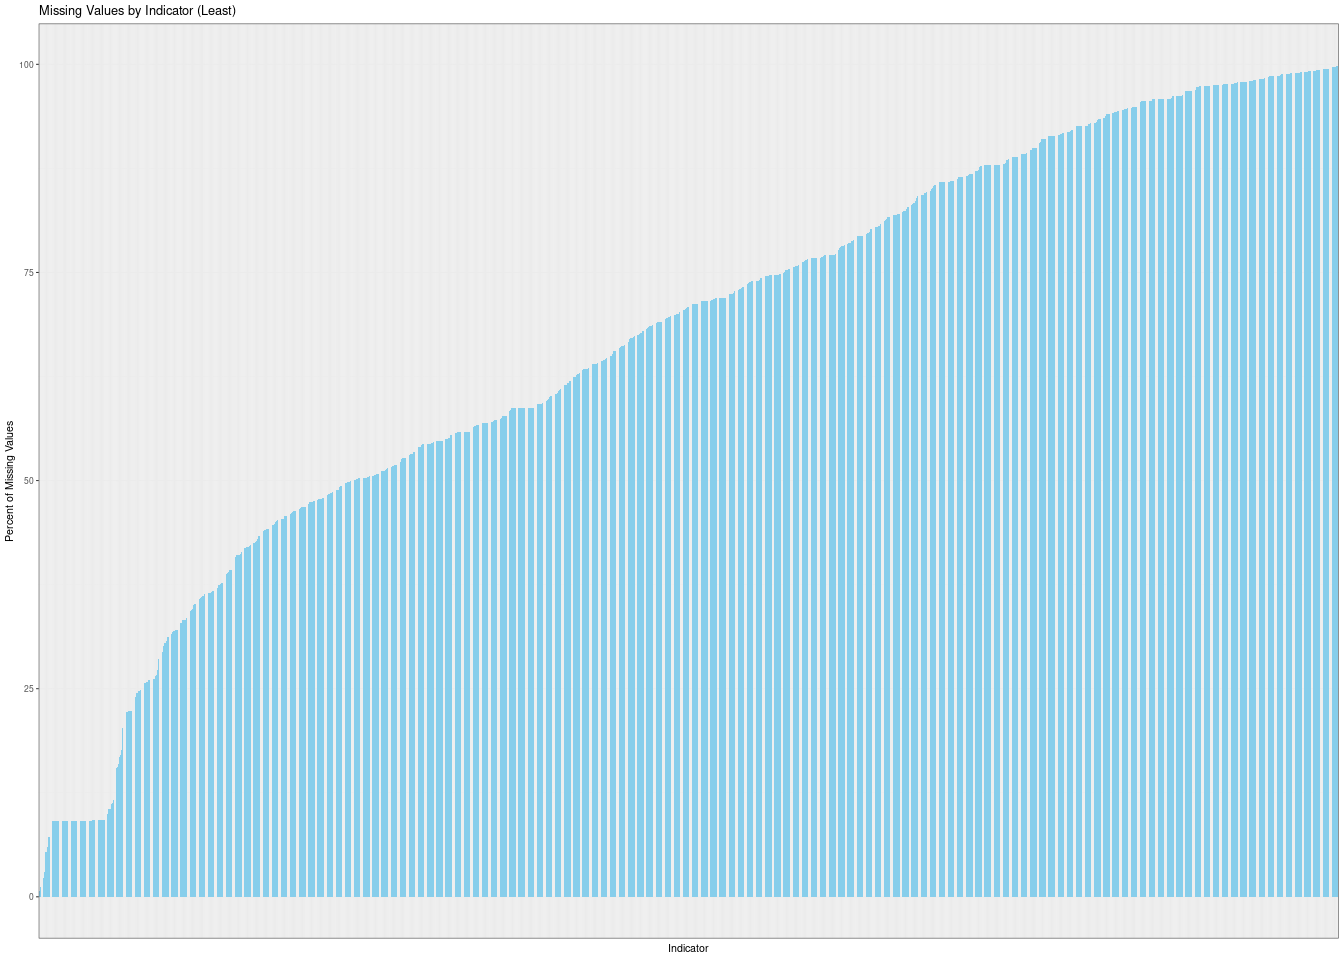 Missing Values by Indicator (Least)
100
75
50
25
0
Percent of Missing Values
Indicator